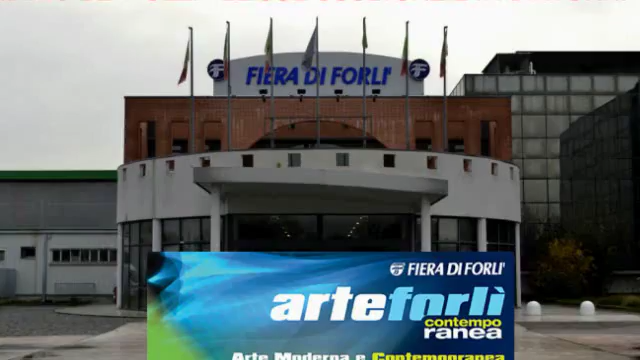 FIERA DI FORLI'
FIERA DI FORLI'
arteforlì
contempo
ranea
Arte Moderna e Contemporanea